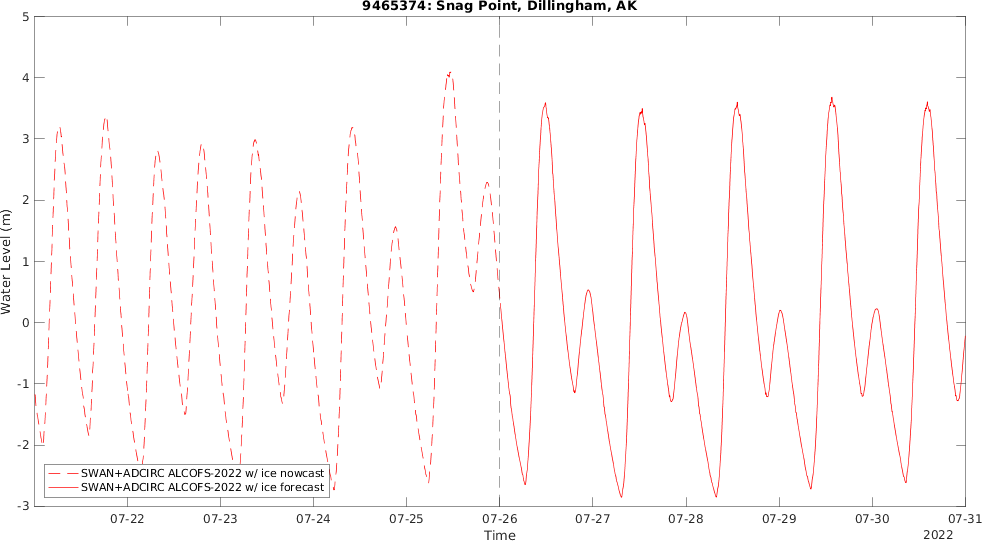 9465374: Snag Point, Dillingham, AK
5
4
3
2
1
0
-1
-2
-3
Water Level (m)
SWAN+ADCIRC ALCOFS-2022 w/ ice nowcast
SWAN+ADCIRC ALCOFS-2022 w/ ice forecast
07-22 07-23 07-24 07-25 07-26 07-27 07-28 07-29 07-30 07-31
Time
2022